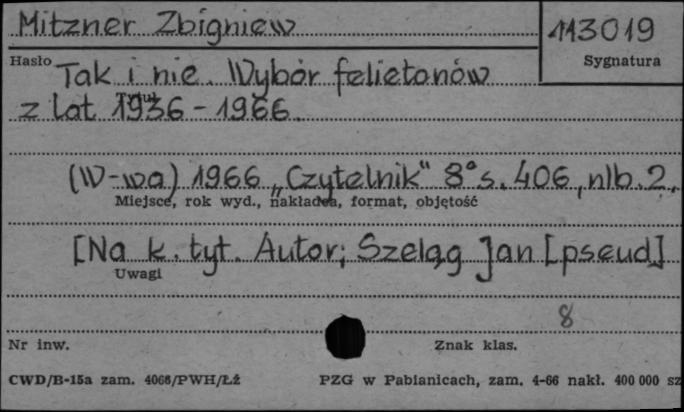 Mitzner Zbigniew
113019
Hasło
Sygnatura
Tak i nie. Wybór felietonów
Tytuł
z lat 1936-1966.
(W-wa) 1966 „Czytelnik" 8° s. 406, nlb. 2.
Miejsce, rok wyd., nakładca, format, objętość
[Na k. tyt. Autor; Szeląg Jan [pseud]
Uwagi
8
Nr inw.
Znak klas.
CWD/B-15a zam. 4066/PWH/Łź
PZG w Pabianicach, zam. 4-66 nakł. 400 000 sz